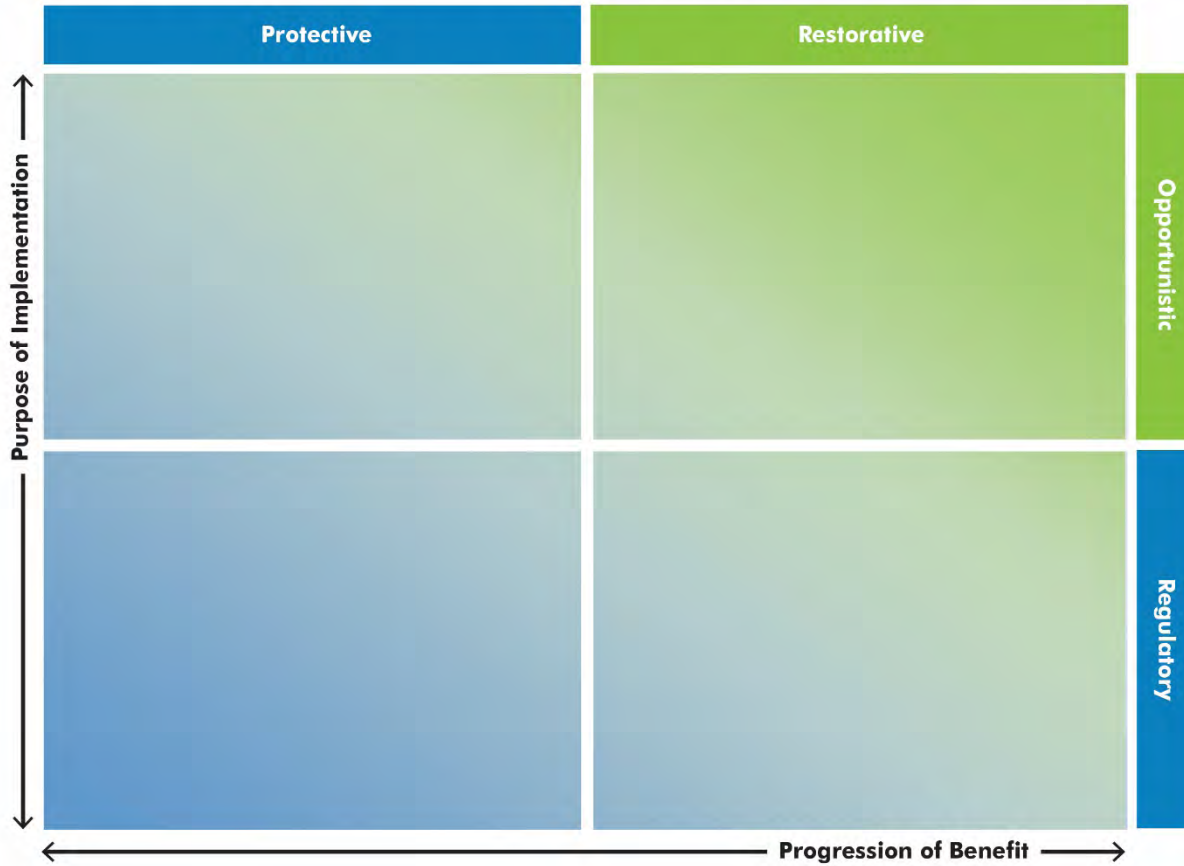 Protective
Restorative
Purpose of Implementation
Opportunistic
Regulatory
Progression of Benefit